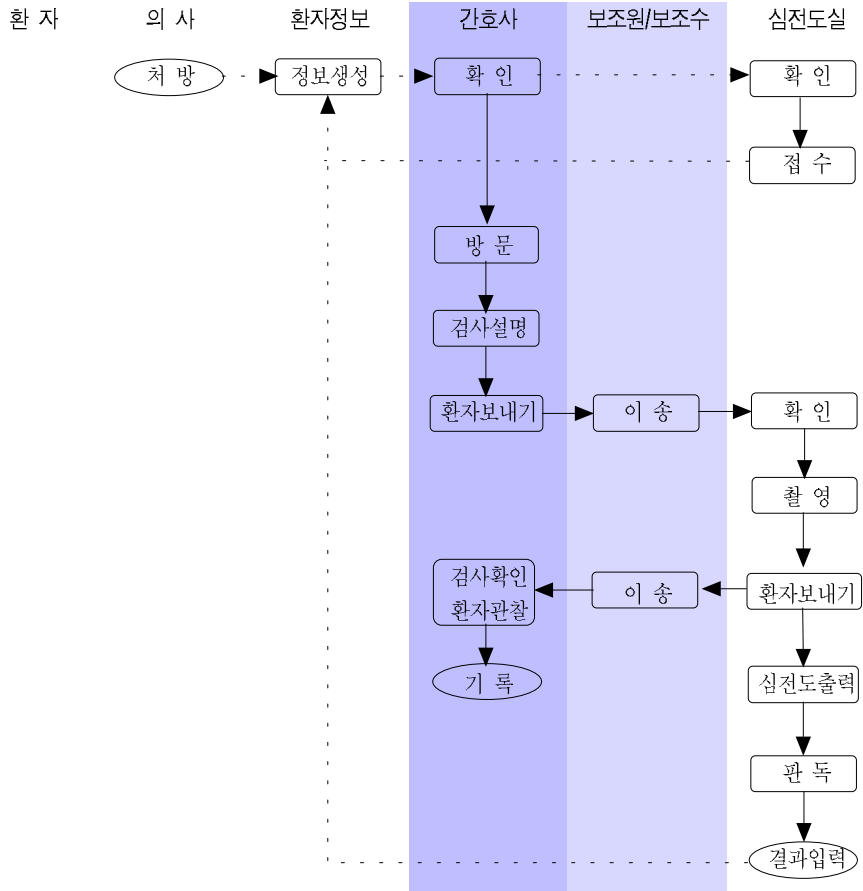 환 자 의 사 환자정보 간호사 보조원/보조수 심전도실
처 방 정보생성 확 인 확 인
접 수
방 문
검사설명
환자보내기 이 송 확 인
촬 영
검사확인
환자관찰 이 송 환자보내기
기 록 심전도출력
판 독
결과입력